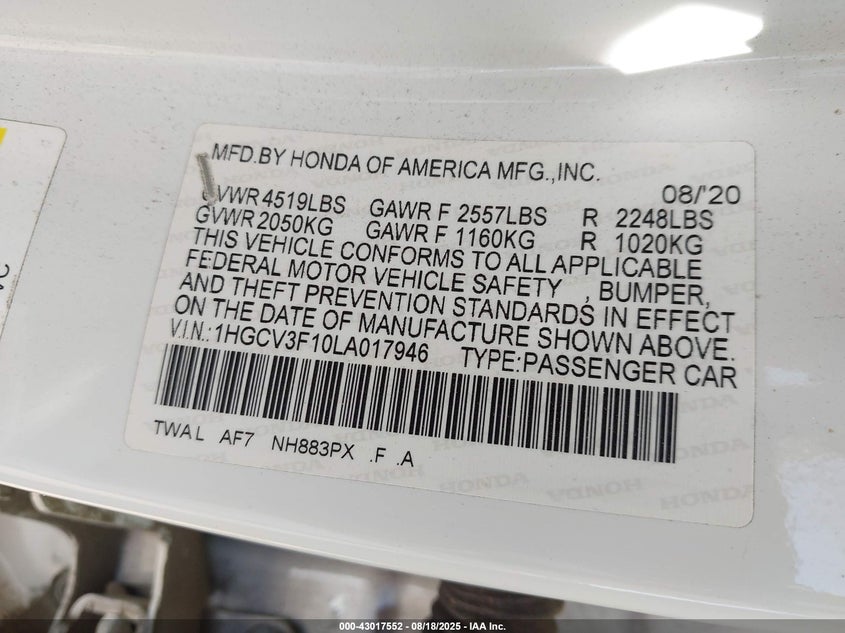 MFD.BY HONDA OF AMERICA MFG.,INC.
08/'20
GVWR 4519LBS GAWR F 2557LBS R 2248LBS
GVWR 2050KG GAWR F 1160KG R 1020KG
THIS VEHICLE CONFORMS TO ALL APPLICABLE
FEDERAL MOTOR VEHICLE SAFETY , BUMPER,
AND THEFT PREVENTION STANDARDS IN EFFECT
ON THE DATE OF MANUFACTURE SHOWN ABOVE.
V.I.N.: 1HGCV3F10LA017946 TYPE:PASSENGER CAR
TWAL AF7 NH883PX .F .A
000-43017552 - 08/18/2025 - IAA Inc.